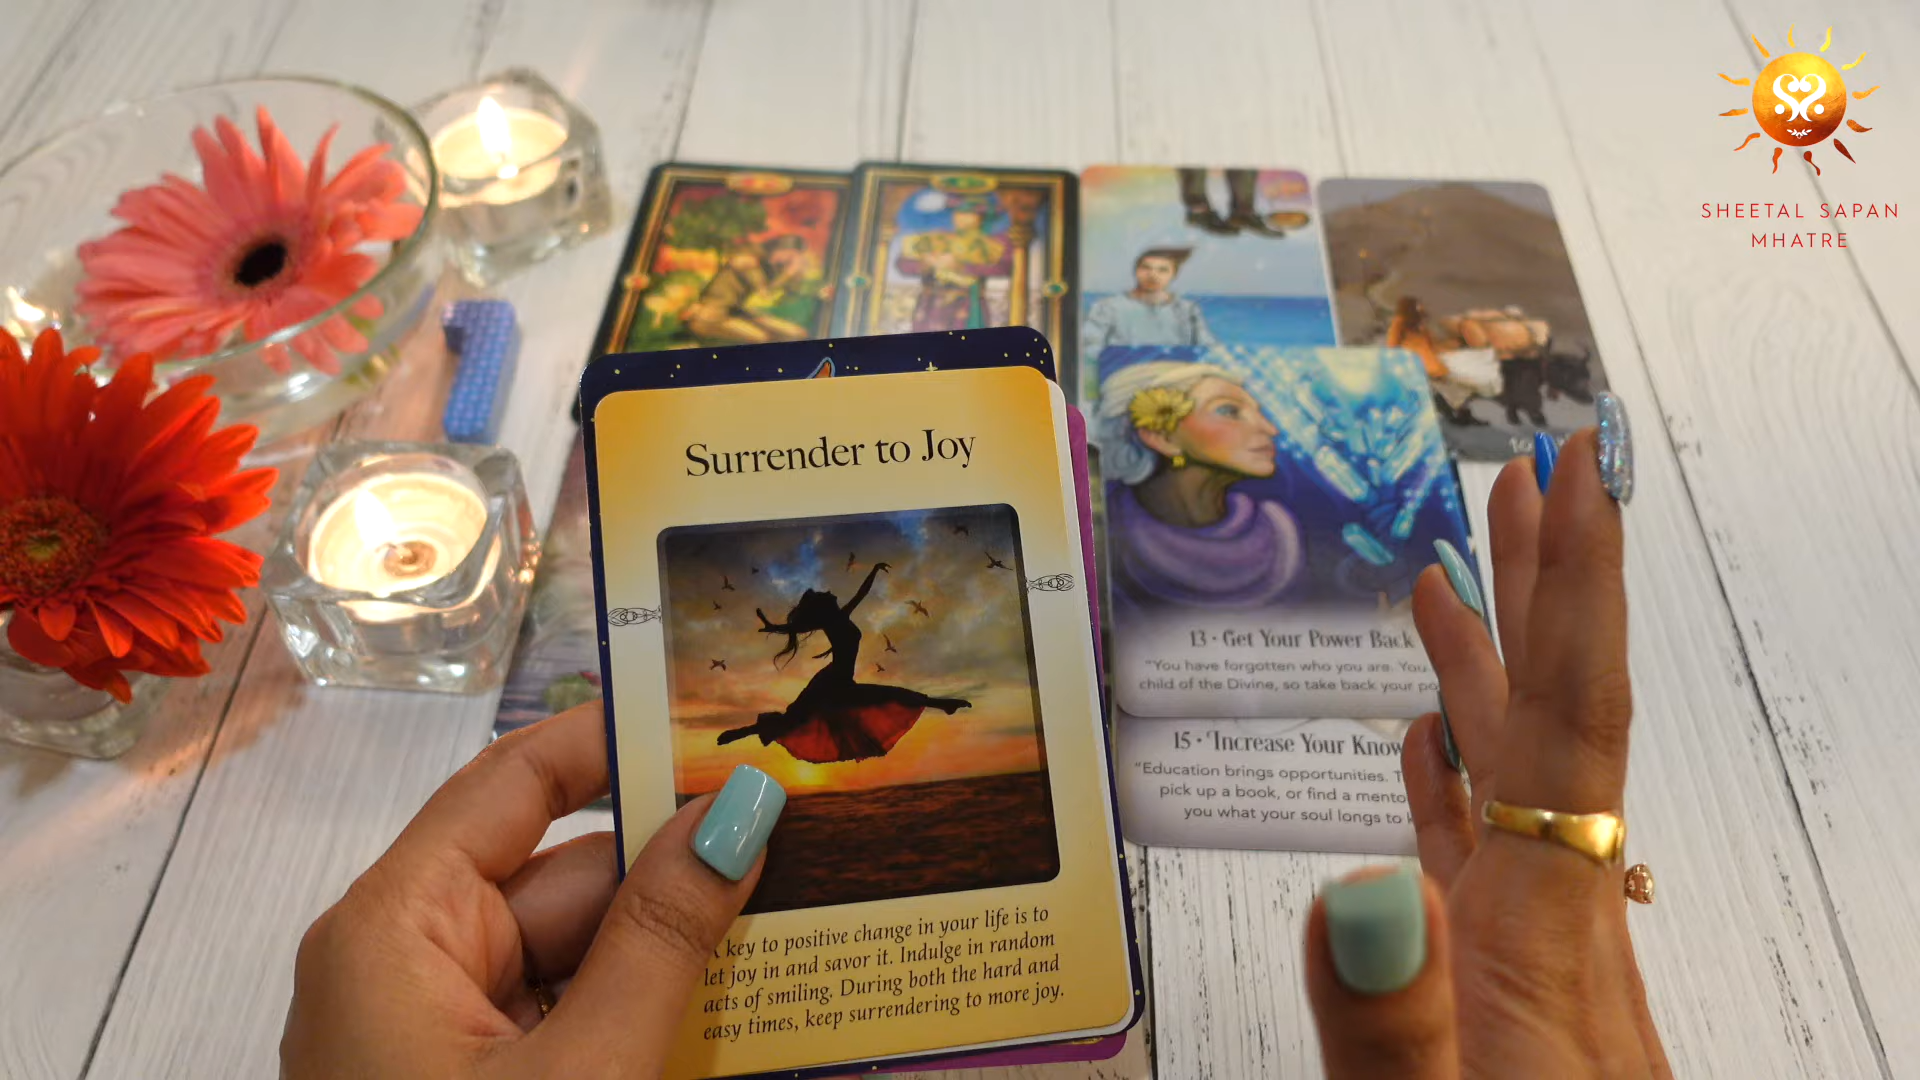 SHEETAL SAPAN
MHATRE
Surrender to Joy
key to positive change in your life is to
let joy in and savor it. Indulge in random
acts of smiling. During both the hard and
easy times, keep surrendering to more joy.
13 · Get Your Power Back
"You have forgotten who you are. You
child of the Divine, so take back your
15 · Increase Your
"Education brings opportunities.
pick up a book, or find a
you what your soul longs to